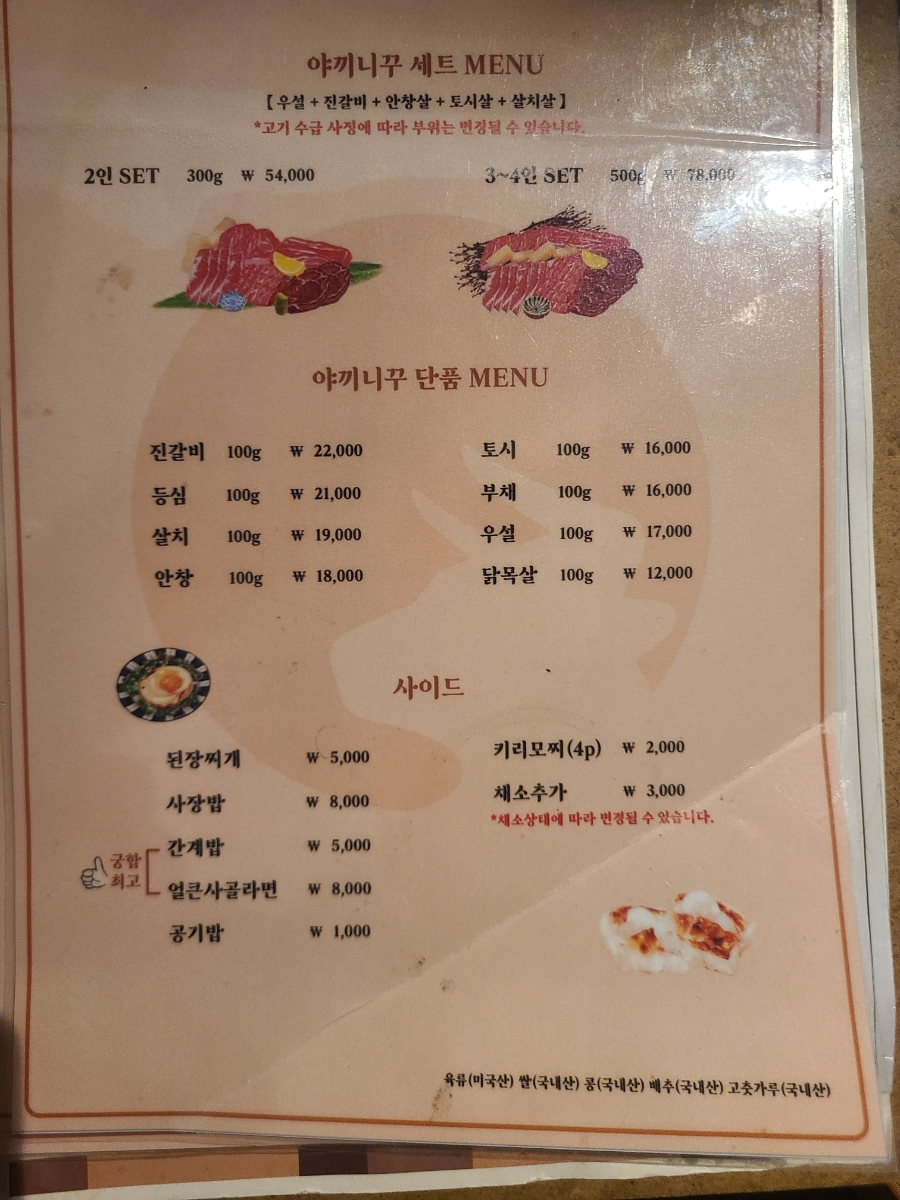 야끼니꾸 세트 MENU
【우설 + 진갈비 + 안창살 + 토시살 + 살치살】
*고기 수급 사정에 따라 부위는 변경될 수 있습니다.
2인 SET 300g ₩ 54,000
3~4인 SET 500g ₩ 78,000
야끼니꾸 단품 MENU
진갈비 100g ₩ 22,000
등심 100g ₩ 21,000
살치 100g ₩ 19,000
안창 100g ₩ 18,000
토시 100g ₩ 16,000
부채 100g ₩ 16,000
우설 100g ₩ 17,000
닭목살 100g ₩ 12,000
사이드
된장찌개 ₩ 5,000
사장밥 ₩ 8,000
간계밥 ₩ 5,000
궁합
최고
얼큰사골라면 ₩ 8,000
공기밥 ₩ 1,000
키리모찌(4p) ₩ 2,000
채소추가 ₩ 3,000
*채소상태에 따라 변경될 수 있습니다.
육류(미국산) 쌀(국내산) 콩(국내산) 배추(국내산) 고춧가루(국내산)